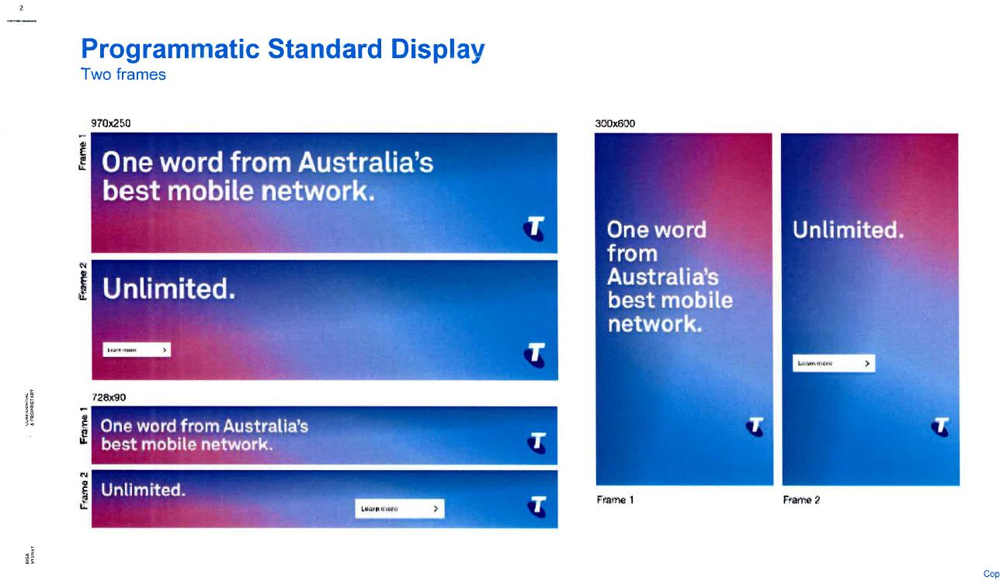 2
Programmatic Standard Display
Two frames
970x250
Frame 1
One word from Australia's
best mobile network.
T
Frame 2
Unlimited.
Learn more >
T
728x90
Frame 1
One word from Australia's
best mobile network.
T
Frame 2
Unlimited.
Learn more >
T
300x600
One word
from
Australia's
best mobile
network.
T
Frame 1
Unlimited.
Learn more >
T
Frame 2
CONFIDENTIAL
& PROPRIETARY
R/GA
SYDNEY
Cop